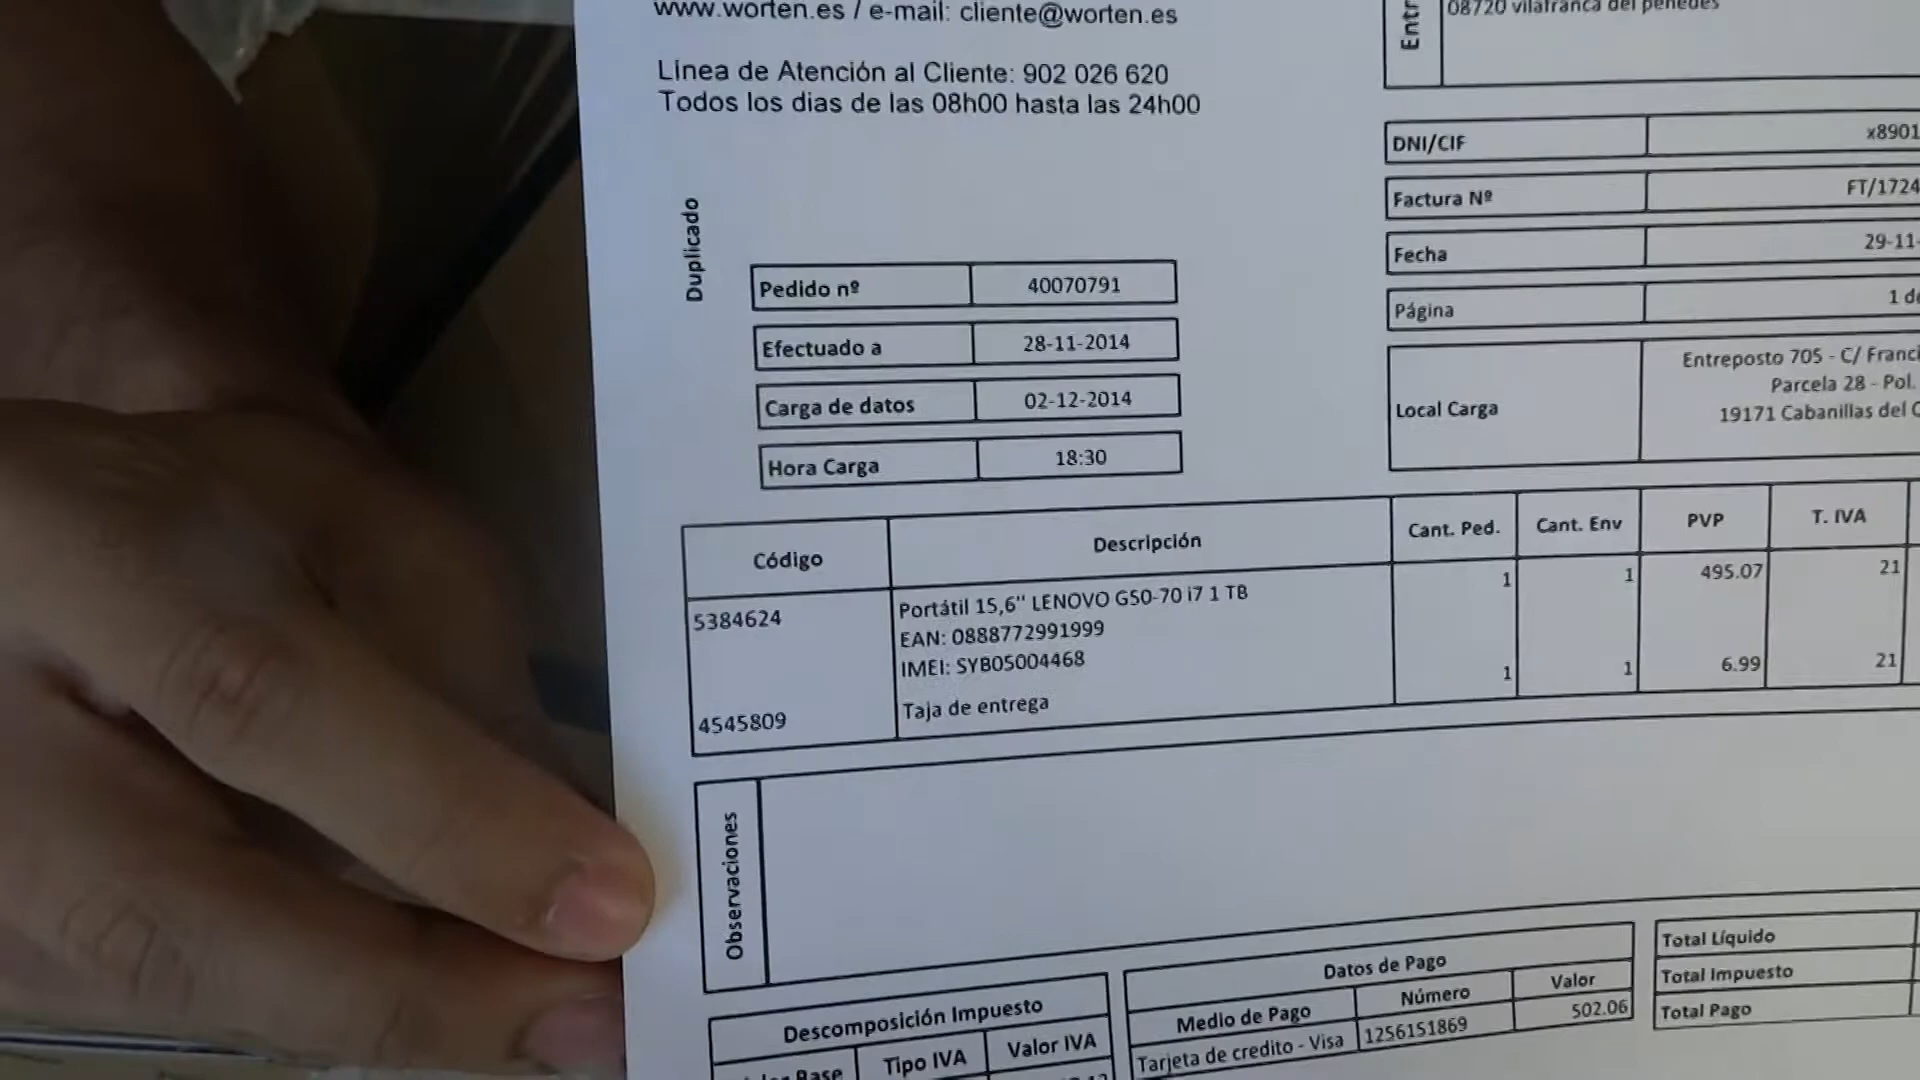 www.worten.es / e-mail: cliente@worten.es
Línea de Atención al Cliente: 902 026 620
Todos los dias de las 08h00 hasta las 24h00
Entr
08720 vilafranca del penedes
DNI/CIF x8901
Factura Nº FT/1724
Fecha 29-11-
Página 1 de
Local Carga
Entreposto 705 - C/ Franci
Parcela 28 - Pol.
19171 Cabanillas del C
Duplicado
Pedido nº 40070791
Efectuado a 28-11-2014
Carga de datos 02-12-2014
Hora Carga 18:30
Código Descripción Cant. Ped. Cant. Env PVP T. IVA
5384624 Portátil 15,6" LENOVO G50-70 i7 1 TB 1 1 495.07 21
EAN: 0888772991999
IMEI: SYB05004468
4545809 Taja de entrega 1 1 6.99 21
Observaciones
Descomposición Impuesto
Base Tipo IVA Valor IVA
Datos de Pago
Medio de Pago Número Valor
Tarjeta de credito - Visa 1256151869 502.06
Total Líquido
Total Impuesto
Total Pago